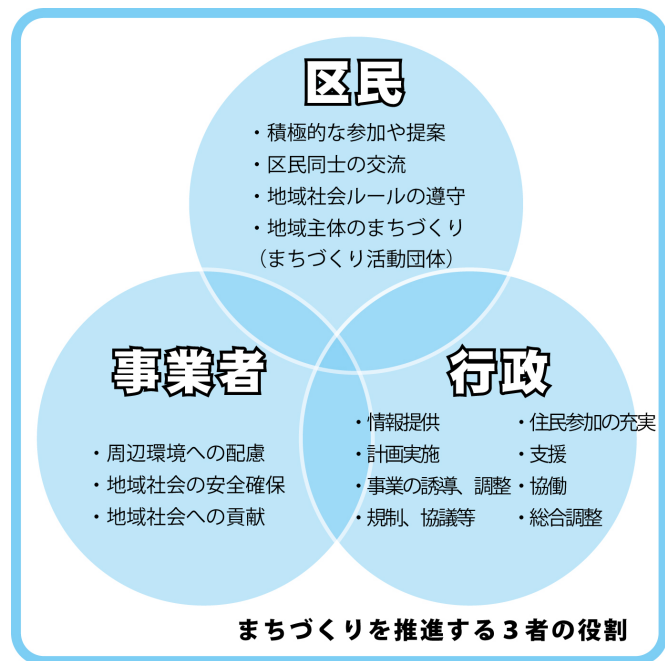 区民
・積極的な参加や提案
・区民同士の交流
・地域社会ルールの遵守
・地域主体のまちづくり
（まちづくり活動団体）
事業者
・周辺環境への配慮
・地域社会の安全確保
・地域社会への貢献
行政
・情報提供
・計画実施
・事業の誘導、調整
・規制、協議等
・住民参加の充実
・支援
・協働
・総合調整
まちづくりを推進する３者の役割